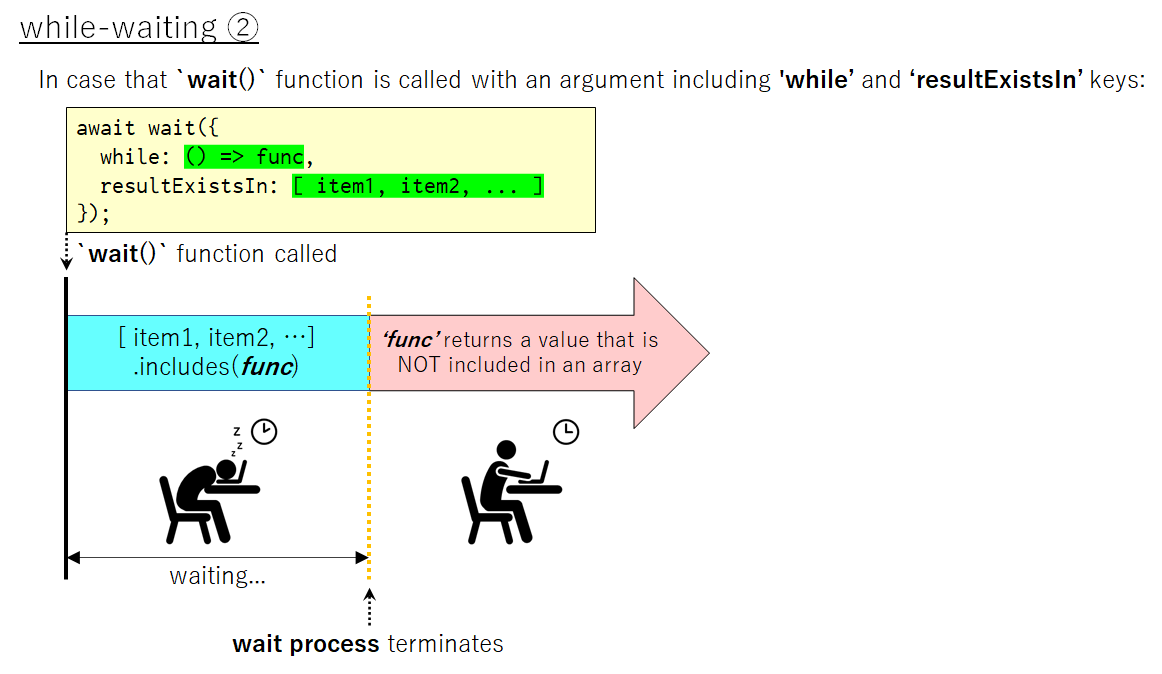 while-waiting ②
In case that `wait()` function is called with an argument including 'while’ and ‘resultExistsIn’ keys:
await wait({
  while: () => func,
  resultExistsIn: [ item1, item2, ... ]
});
`wait()` function called
[ item1, item2, …]
.includes(func)
‘func’ returns a value that is
NOT included in an array
z
z
z
waiting...
wait process terminates